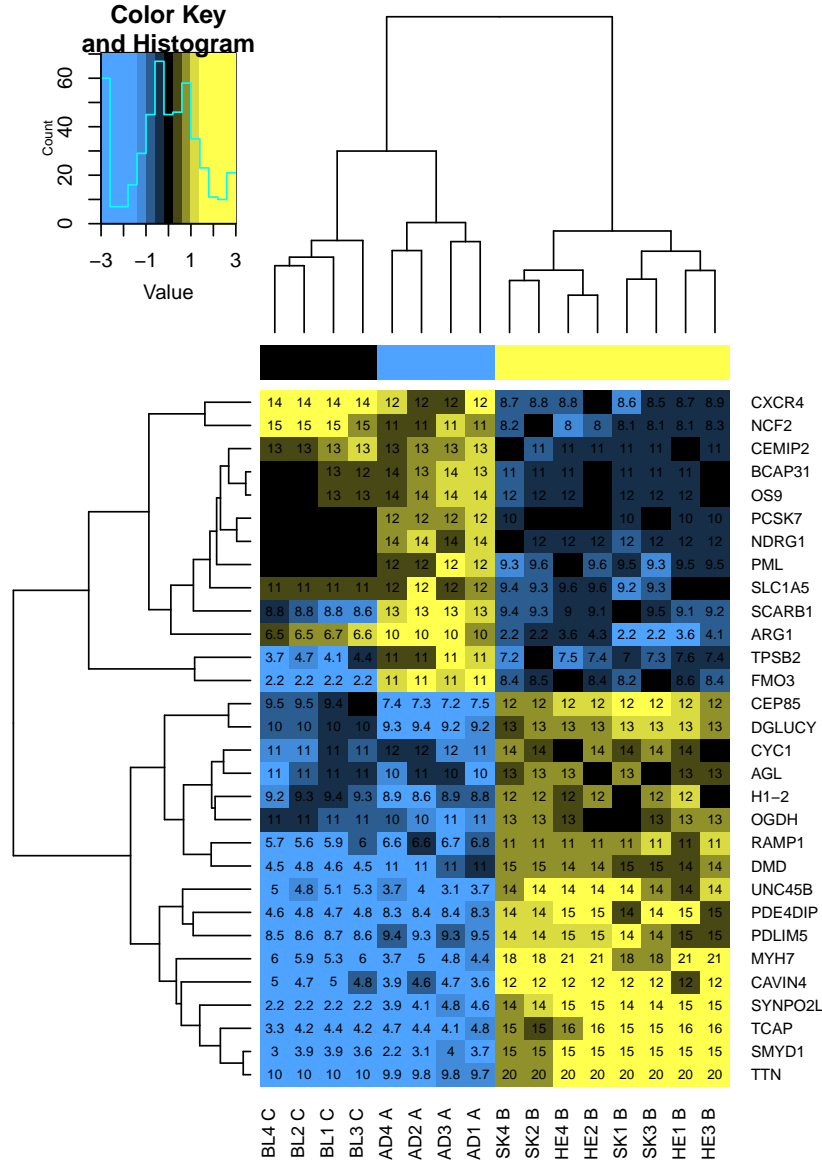 Color Key
and Histogram
Count
0 20 40 60
−3 −1 1 3
Value
14 14 14 14 12 12 12 12 8.7 8.8 8.8 8.6 8.5 8.7 8.9 CXCR4
15 15 15 15 11 11 11 11 8.2 8 8 8.1 8.1 8.1 8.3 NCF2
13 13 13 13 13 13 13 13 11 11 11 11 11 11 CEMIP2
13 12 14 13 14 13 11 11 11 11 11 11 BCAP31
13 13 14 14 14 14 12 12 12 12 12 12 OS9
12 12 12 12 10 10 10 10 PCSK7
14 14 14 14 12 12 12 12 12 12 12 NDRG1
12 12 12 12 9.3 9.6 9.6 9.5 9.3 9.5 9.5 PML
11 11 11 11 12 12 12 12 9.4 9.3 9.6 9.6 9.2 9.3 SLC1A5
8.8 8.8 8.8 8.6 13 13 13 13 9.4 9.3 9 9.1 9.5 9.1 9.2 SCARB1
6.5 6.5 6.7 6.6 10 10 10 10 2.2 2.2 3.6 4.3 2.2 2.2 3.6 4.1 ARG1
3.7 4.7 4.1 4.4 11 11 11 11 7.2 7.5 7.4 7 7.3 7.6 7.4 TPSB2
2.2 2.2 2.2 2.2 11 11 11 11 8.4 8.5 8.4 8.2 8.6 8.4 FMO3
9.5 9.5 9.4 7.4 7.3 7.2 7.5 12 12 12 12 12 12 12 12 CEP85
10 10 10 10 9.3 9.4 9.2 9.2 13 13 13 13 13 13 13 13 DGLUCY
11 11 11 11 12 12 12 11 14 14 14 14 14 14 CYC1
11 11 11 11 10 11 10 10 13 13 13 13 13 13 AGL
9.2 9.3 9.4 9.3 8.9 8.6 8.9 8.8 12 12 12 12 12 12 H1−2
11 11 11 11 10 10 11 11 13 13 13 13 13 13 OGDH
5.7 5.6 5.9 6 6.6 6.6 6.7 6.8 11 11 11 11 11 11 11 11 RAMP1
4.5 4.8 4.6 4.5 11 11 11 11 15 15 14 14 15 15 14 14 DMD
5 4.8 5.1 5.3 3.7 4 3.1 3.7 14 14 14 14 14 14 14 14 UNC45B
4.6 4.8 4.7 4.8 8.3 8.4 8.4 8.3 14 14 15 15 14 14 15 15 PDE4DIP
8.5 8.6 8.7 8.6 9.4 9.3 9.3 9.5 14 14 15 15 14 14 15 15 PDLIM5
6 5.9 5.3 6 3.7 5 4.8 4.4 18 18 21 21 18 18 21 21 MYH7
5 4.7 5 4.8 3.9 4.6 4.7 3.6 12 12 12 12 12 12 12 12 CAVIN4
2.2 2.2 2.2 2.2 3.9 4.1 4.8 4.6 14 14 15 15 14 14 15 15 SYNPO2L
3.3 4.2 4.4 4.2 4.7 4.4 4.1 4.8 15 15 16 16 15 15 16 16 TCAP
3 3.9 3.9 3.6 2.2 3.1 4 3.7 15 15 15 15 15 15 15 15 SMYD1
10 10 10 10 9.9 9.8 9.8 9.7 20 20 20 20 20 20 20 20 TTN
BL4 C BL2 C BL1 C BL3 C AD4 A AD2 A AD3 A AD1 A SK4 B SK2 B HE4 B HE2 B SK1 B SK3 B HE1 B HE3 B